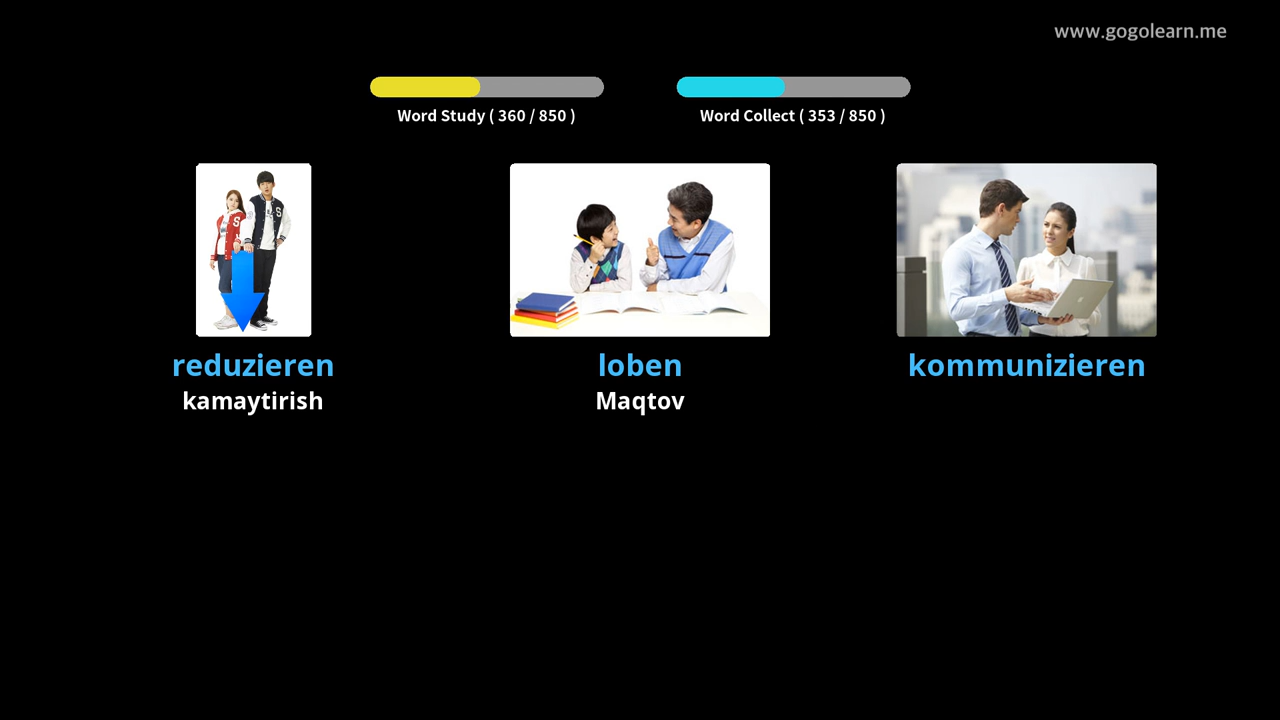 www.gogolearn.me
Word Study ( 360 / 850 )
Word Collect ( 353 / 850 )
reduzieren
kamaytirish
loben
Maqtov
kommunizieren